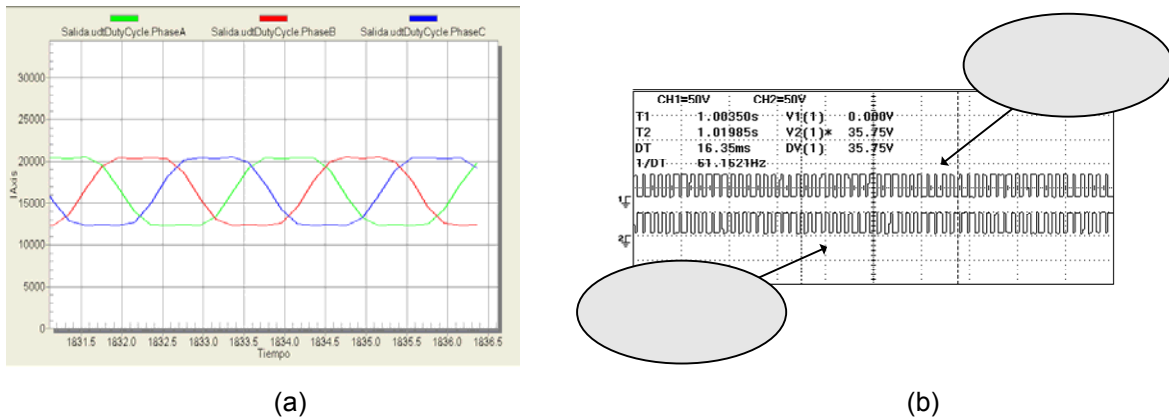 Salida.udtDutyCycle.PhaseA Salida.udtDutyCycle.PhaseB Salida.udtDutyCycle.PhaseC
30000
25000
20000
15000
10000
5000
0
1 Axis
1831.5 1832.0 1832.5 1833.0 1833.5 1834.0 1834.5 1835.0 1835.5 1836.0 1836.5
Tiempo
(a)
CH1=50V CH2=50V
T1 1.00350s V1(1) 0.000V
T2 1.01985s V2(1)* 35.75V
DT 16.35ms DV(1) 35.75V
1/DT 61.1621Hz
1
2
(b)